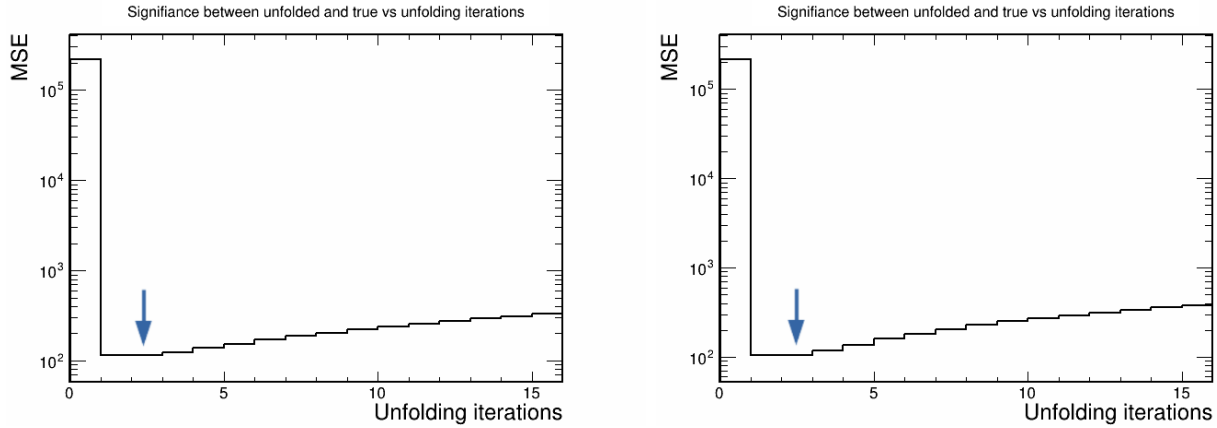 Signifiance between unfolded and true vs unfolding iterations
MSE
10^5
10^4
10^3
10^2
0 5 10 15
Unfolding iterations
Signifiance between unfolded and true vs unfolding iterations
MSE
10^5
10^4
10^3
10^2
0 5 10 15
Unfolding iterations